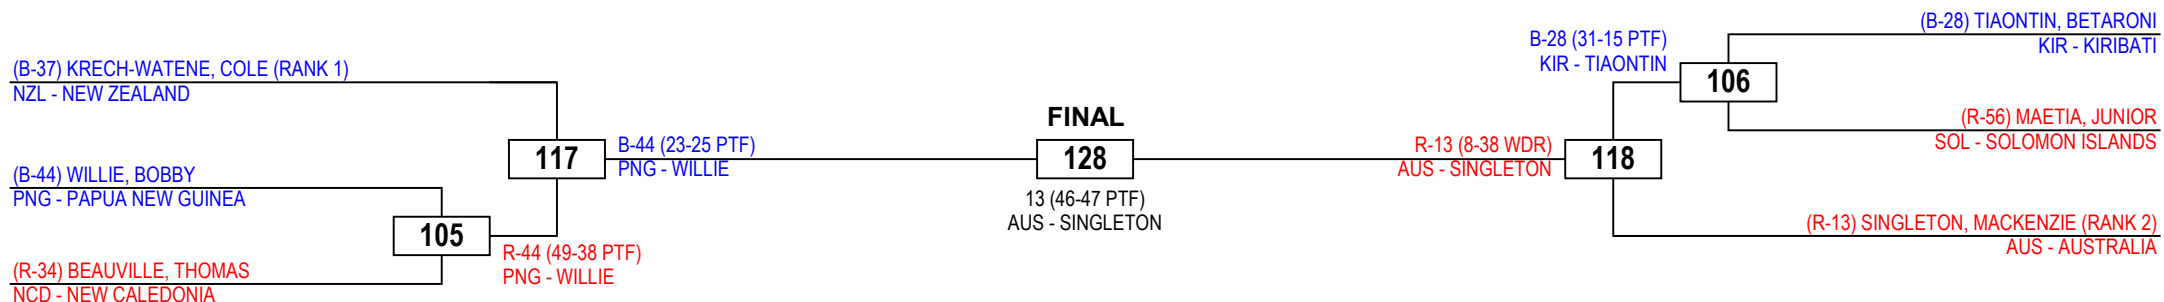 (B-37) KRECH-WATENE, COLE (RANK 1)
NZL - NEW ZEALAND
(B-44) WILLIE, BOBBY
PNG - PAPUA NEW GUINEA
(R-34) BEAUVILLE, THOMAS
NCD - NEW CALEDONIA
105
R-44 (49-38 PTF)
PNG - WILLIE
117
B-44 (23-25 PTF)
PNG - WILLIE
FINAL
128
13 (46-47 PTF)
AUS - SINGLETON
R-13 (8-38 WDR)
AUS - SINGLETON
118
B-28 (31-15 PTF)
KIR - TIAONTIN
106
(B-28) TIAONTIN, BETARONI
KIR - KIRIBATI
(R-56) MAETIA, JUNIOR
SOL - SOLOMON ISLANDS
(R-13) SINGLETON, MACKENZIE (RANK 2)
AUS - AUSTRALIA